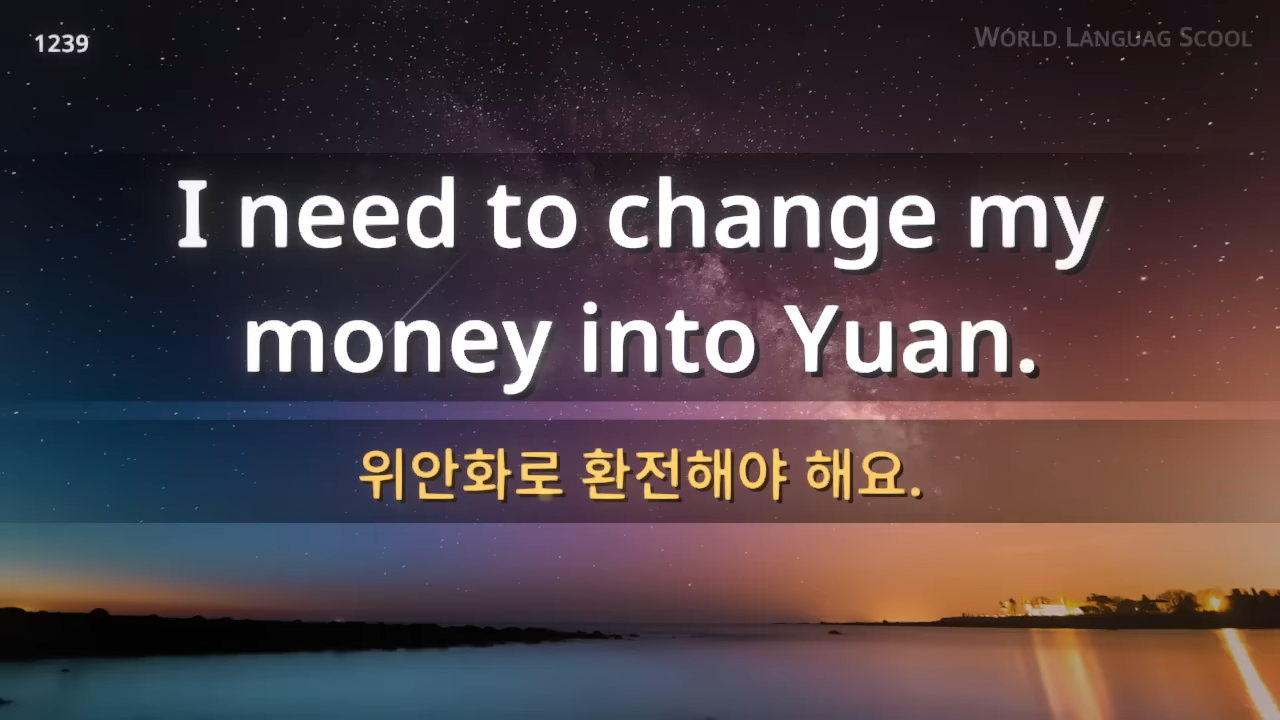 1239
World Languag Scool
I need to change my
money into Yuan.
위안화로 환전해야 해요.